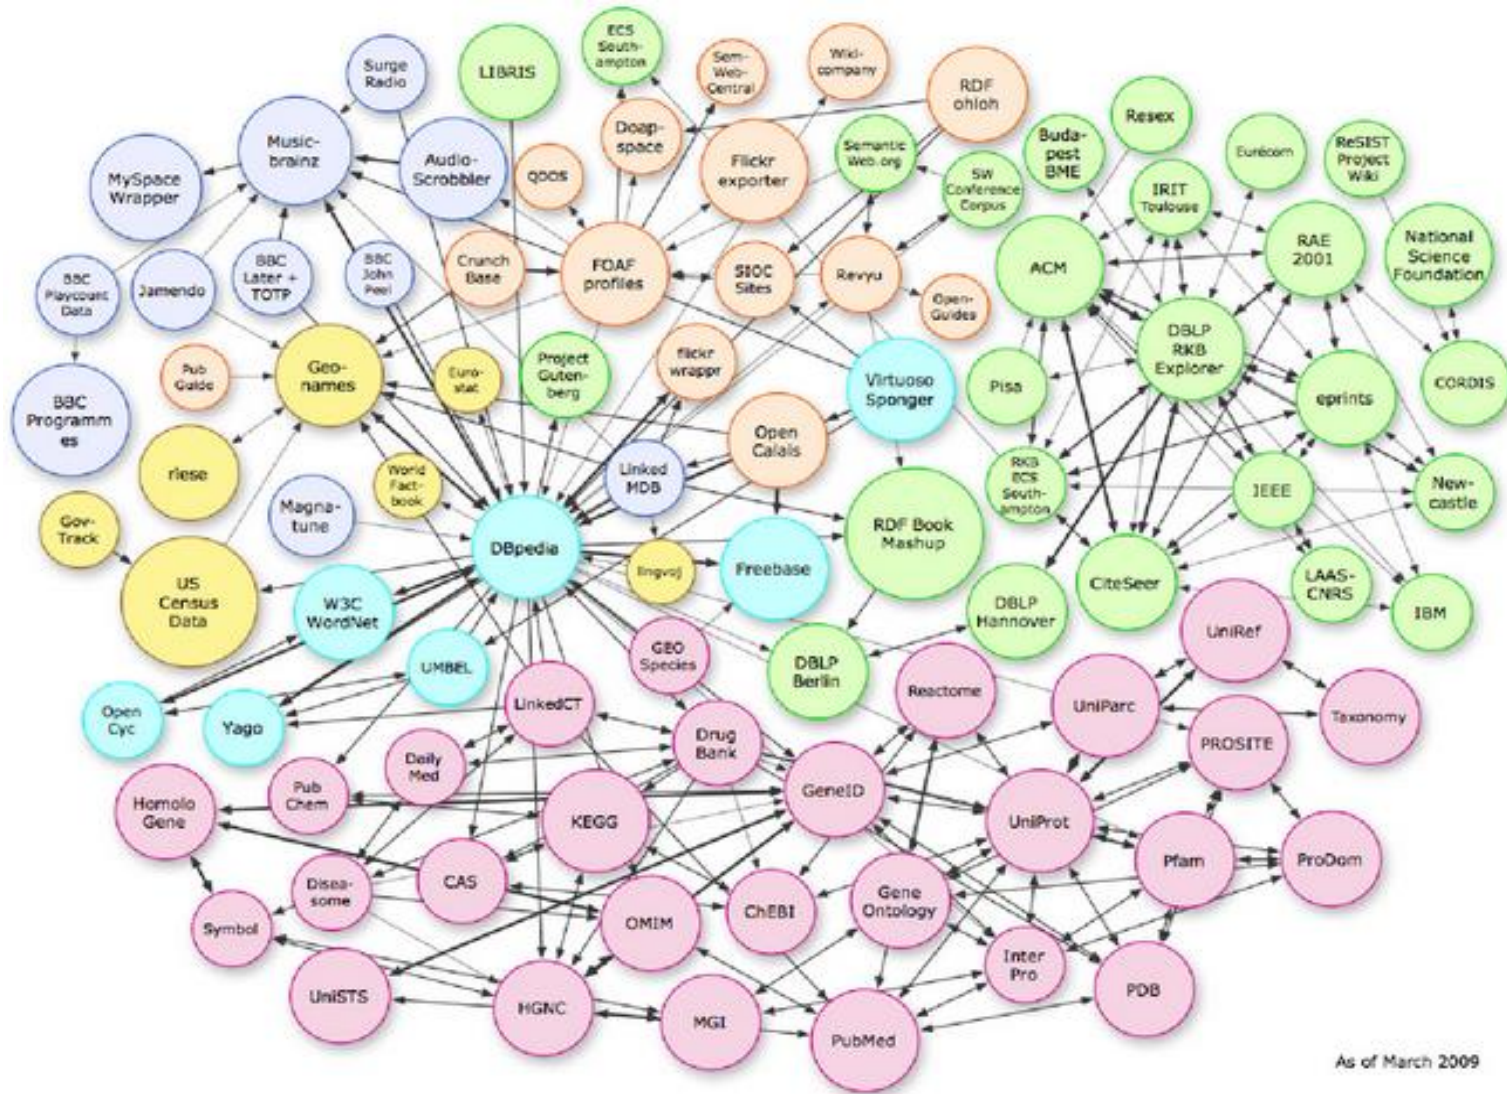 Surge
Radio
LIBRIS
ECS
South-
ampton
Sem-
Web-
Central
Wiki-
company
RDF
ohloh
Music-
brainz
MySpace
Wrapper
Audio-
Scrobbler
QDOS
Doap-
space
Flickr
exporter
Semantic
Web.org
SW
Conference
Corpus
Buda-
pest
BME
Resex
Eurécom
ReSIST
Project
Wiki
IRIT
Toulouse
RAE
2001
National
Science
Foundation
ACM
BBC
Playcount
Data
Jamendo
BBC
Later +
TOTP
BBC
John
Peel
Crunch
Base
FOAF
profiles
SIOC
Sites
Revyu
Open-
Guides
DBLP
RKB
Explorer
Pub
Guide
Geo-
names
Euro-
stat
Project
Guten-
berg
flickr
wrappr
Virtuoso
Sponger
Pisa
eprints
CORDIS
BBC
Programm
es
riese
World
Fact-
book
Linked
MDB
Open
Calais
RKB
ECS
South-
ampton
IEEE
New-
castle
Gov-
Track
Magna-
tune
DBpedia
lingvoj
Freebase
RDF Book
Mashup
CiteSeer
LAAS-
CNRS
IBM
US
Census
Data
W3C
WordNet
DBLP
Hannover
UMBEL
GEO
Species
DBLP
Berlin
UniRef
Open
Cyc
Yago
LinkedCT
Reactome
UniParc
Taxonomy
Daily
Med
Drug
Bank
PROSITE
Homolo
Gene
Pub
Chem
KEGG
GeneID
UniProt
Pfam
ProDom
Disea-
some
CAS
OMIM
ChEBI
Gene
Ontology
Symbol
UniSTS
HGNC
MGI
PubMed
Inter
Pro
PDB
As of March 2009